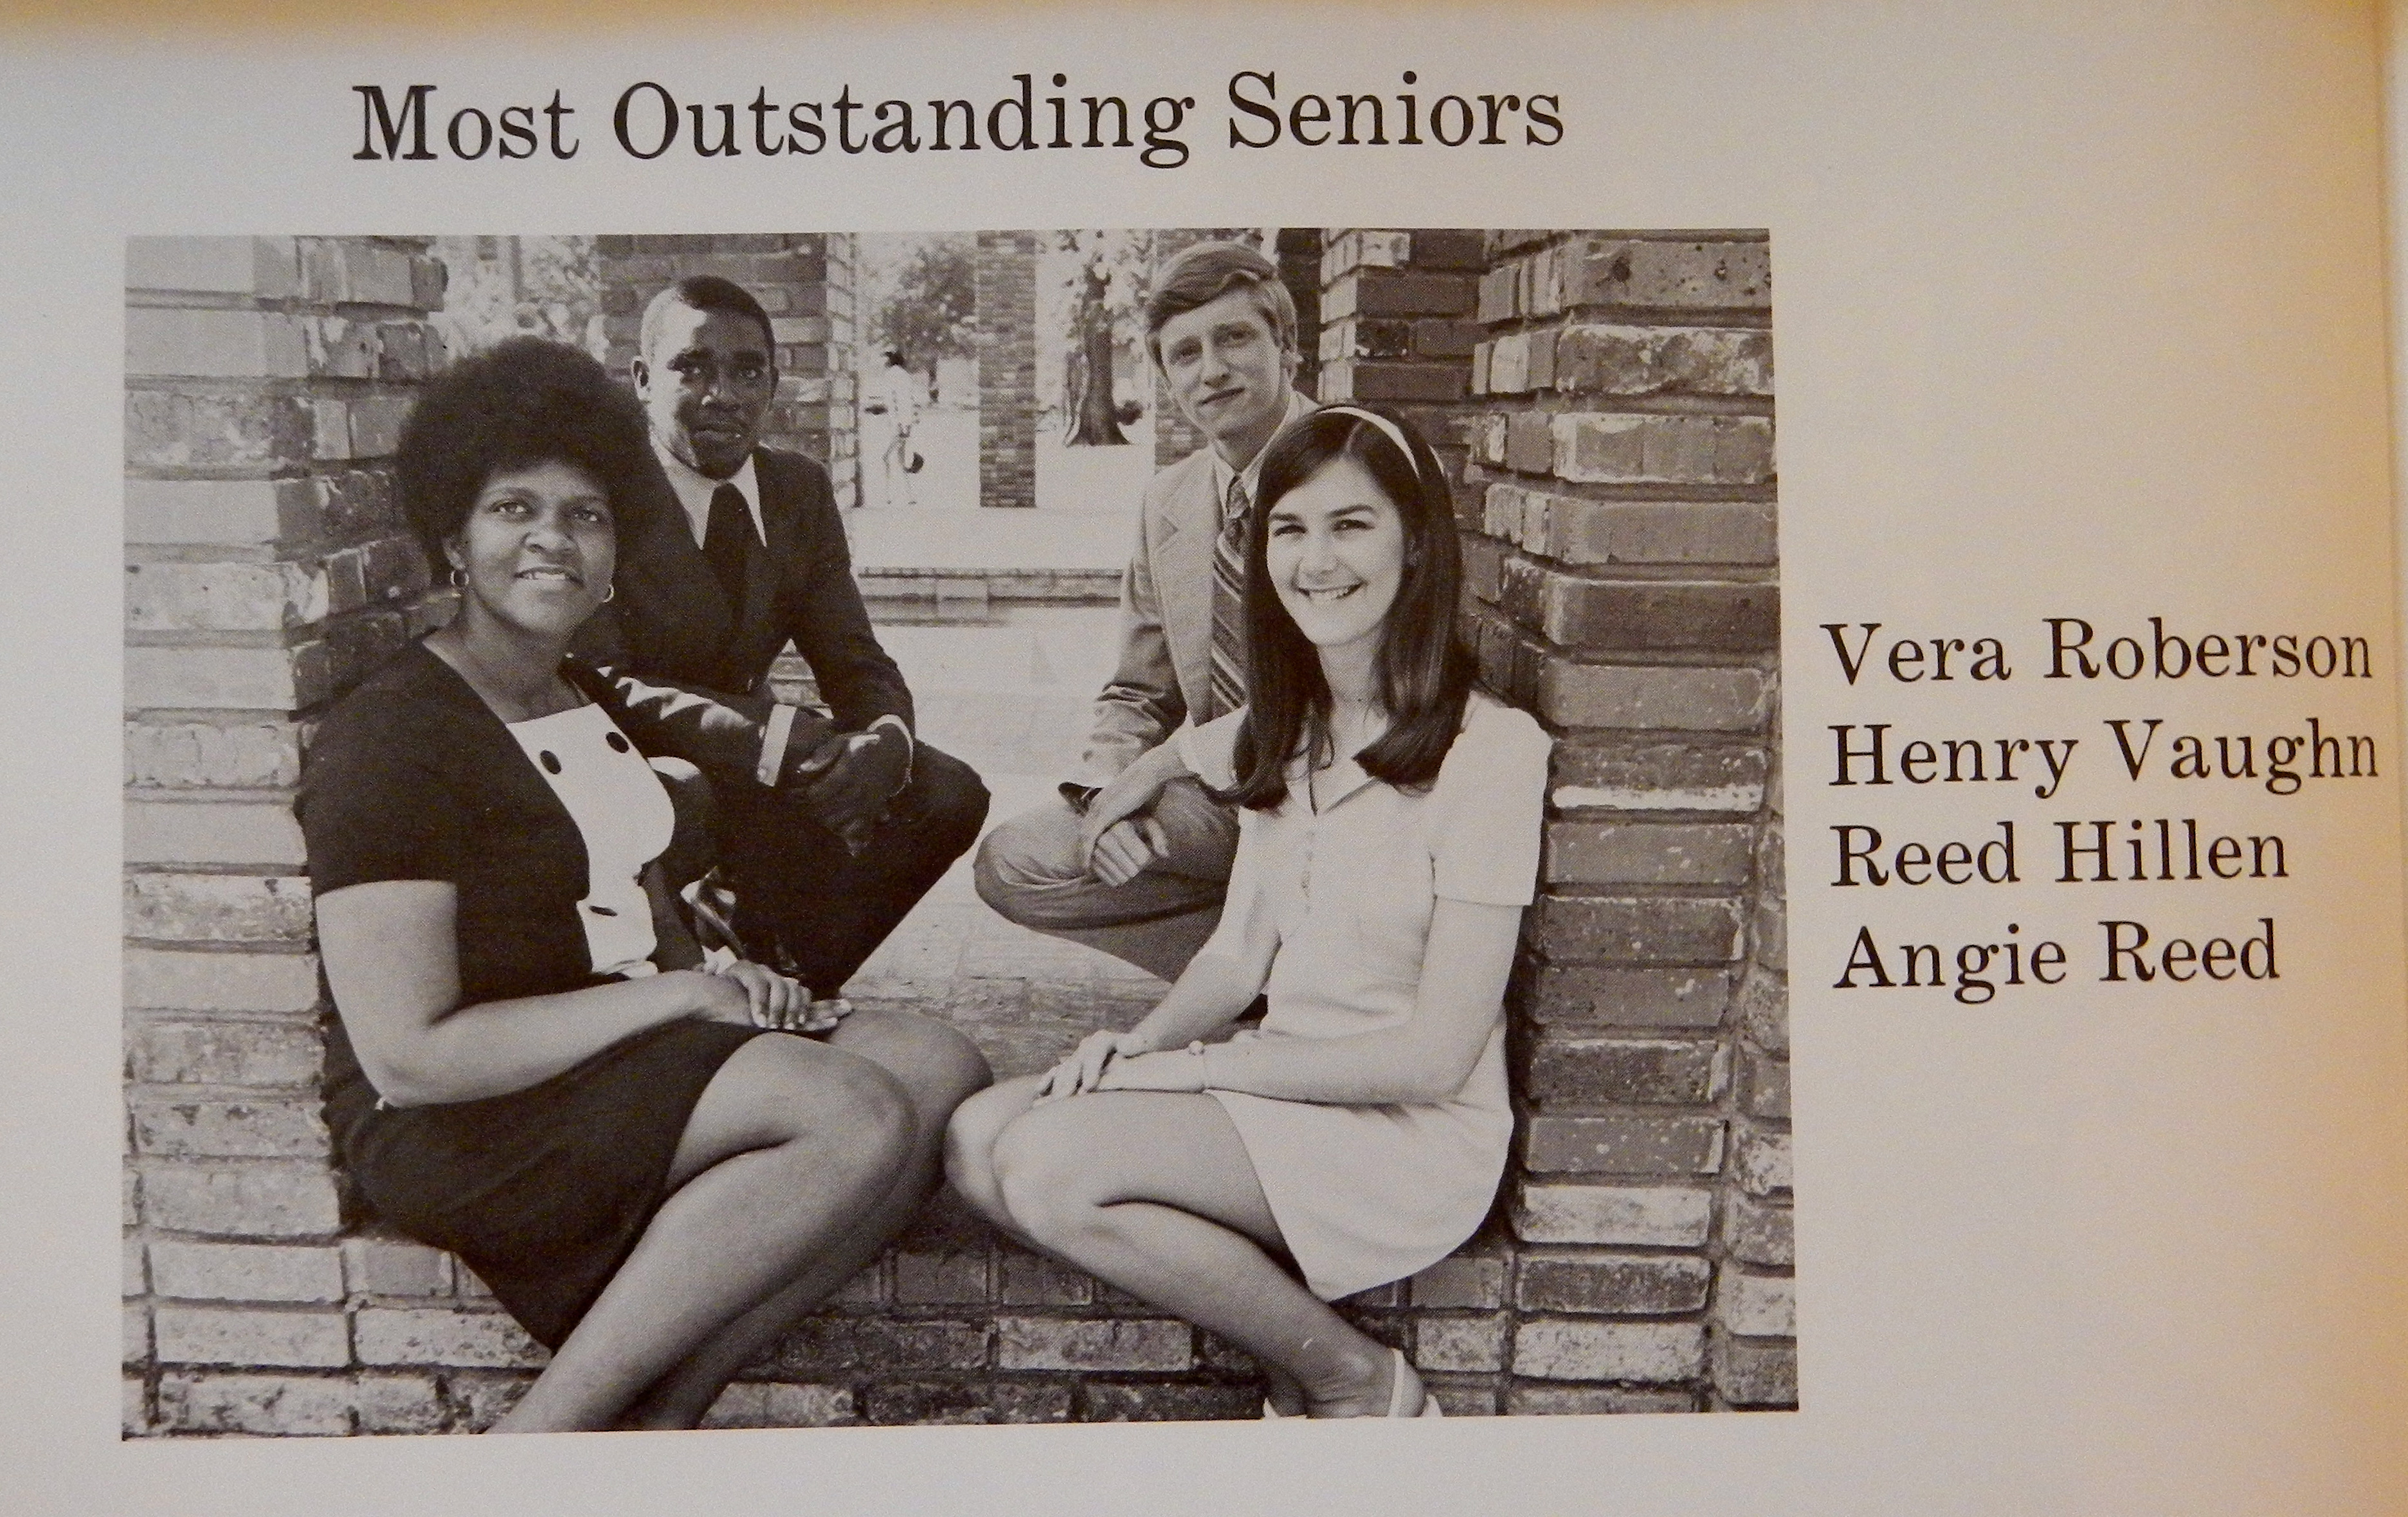 Most Outstanding Seniors
Vera Roberson
Henry Vaughn
Reed Hillen
Angie Reed